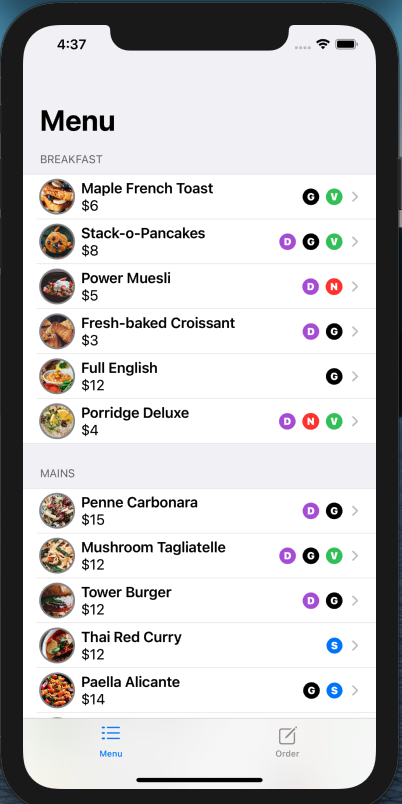 4:37
Menu
BREAKFAST
Maple French Toast
$6
G V
Stack-o-Pancakes
$8
D G V
Power Muesli
$5
D N
Fresh-baked Croissant
$3
D G
Full English
$12
G
Porridge Deluxe
$4
D N V
MAINS
Penne Carbonara
$15
D G
Mushroom Tagliatelle
$12
D G V
Tower Burger
$12
D G
Thai Red Curry
$12
S
Paella Alicante
$14
G S
Menu
Order